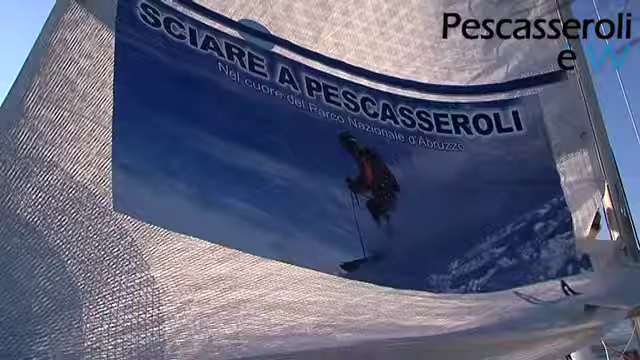 Pescasseroli
e W
SCIARE A PESCASSEROLI
Nel cuore del Parco Nazionale d'Abruzzo